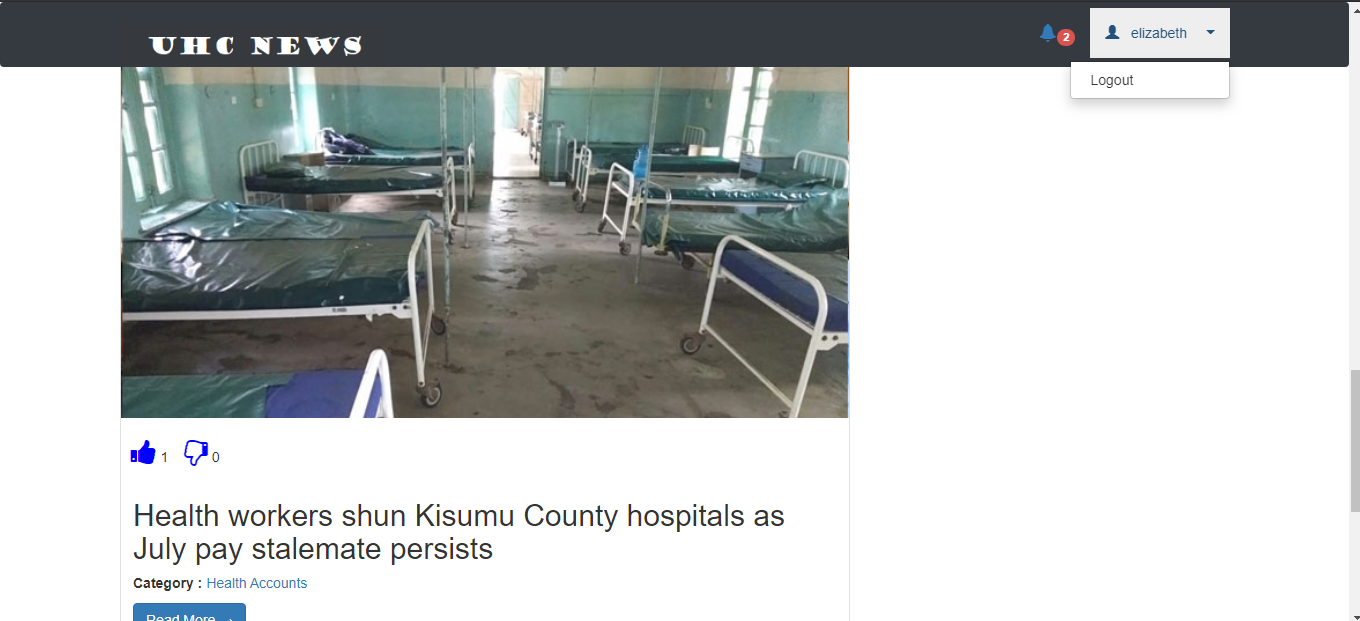 UHC NEWS
2
elizabeth
Logout
1
0
Health workers shun Kisumu County hospitals as
July pay stalemate persists
Category : Health Accounts
Read More →